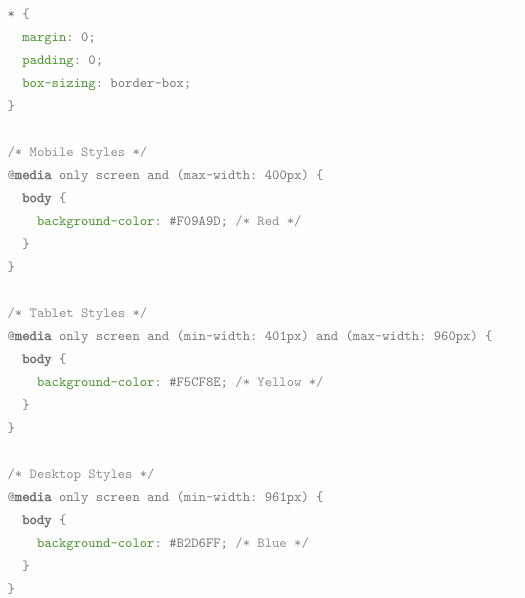 * {
  margin: 0;
  padding: 0;
  box-sizing: border-box;
}

/* Mobile Styles */
@media only screen and (max-width: 400px) {
  body {
    background-color: #F09A9D; /* Red */
  }
}

/* Tablet Styles */
@media only screen and (min-width: 401px) and (max-width: 960px) {
  body {
    background-color: #F5CF8E; /* Yellow */
  }
}

/* Desktop Styles */
@media only screen and (min-width: 961px) {
  body {
    background-color: #B2D6FF; /* Blue */
  }
}